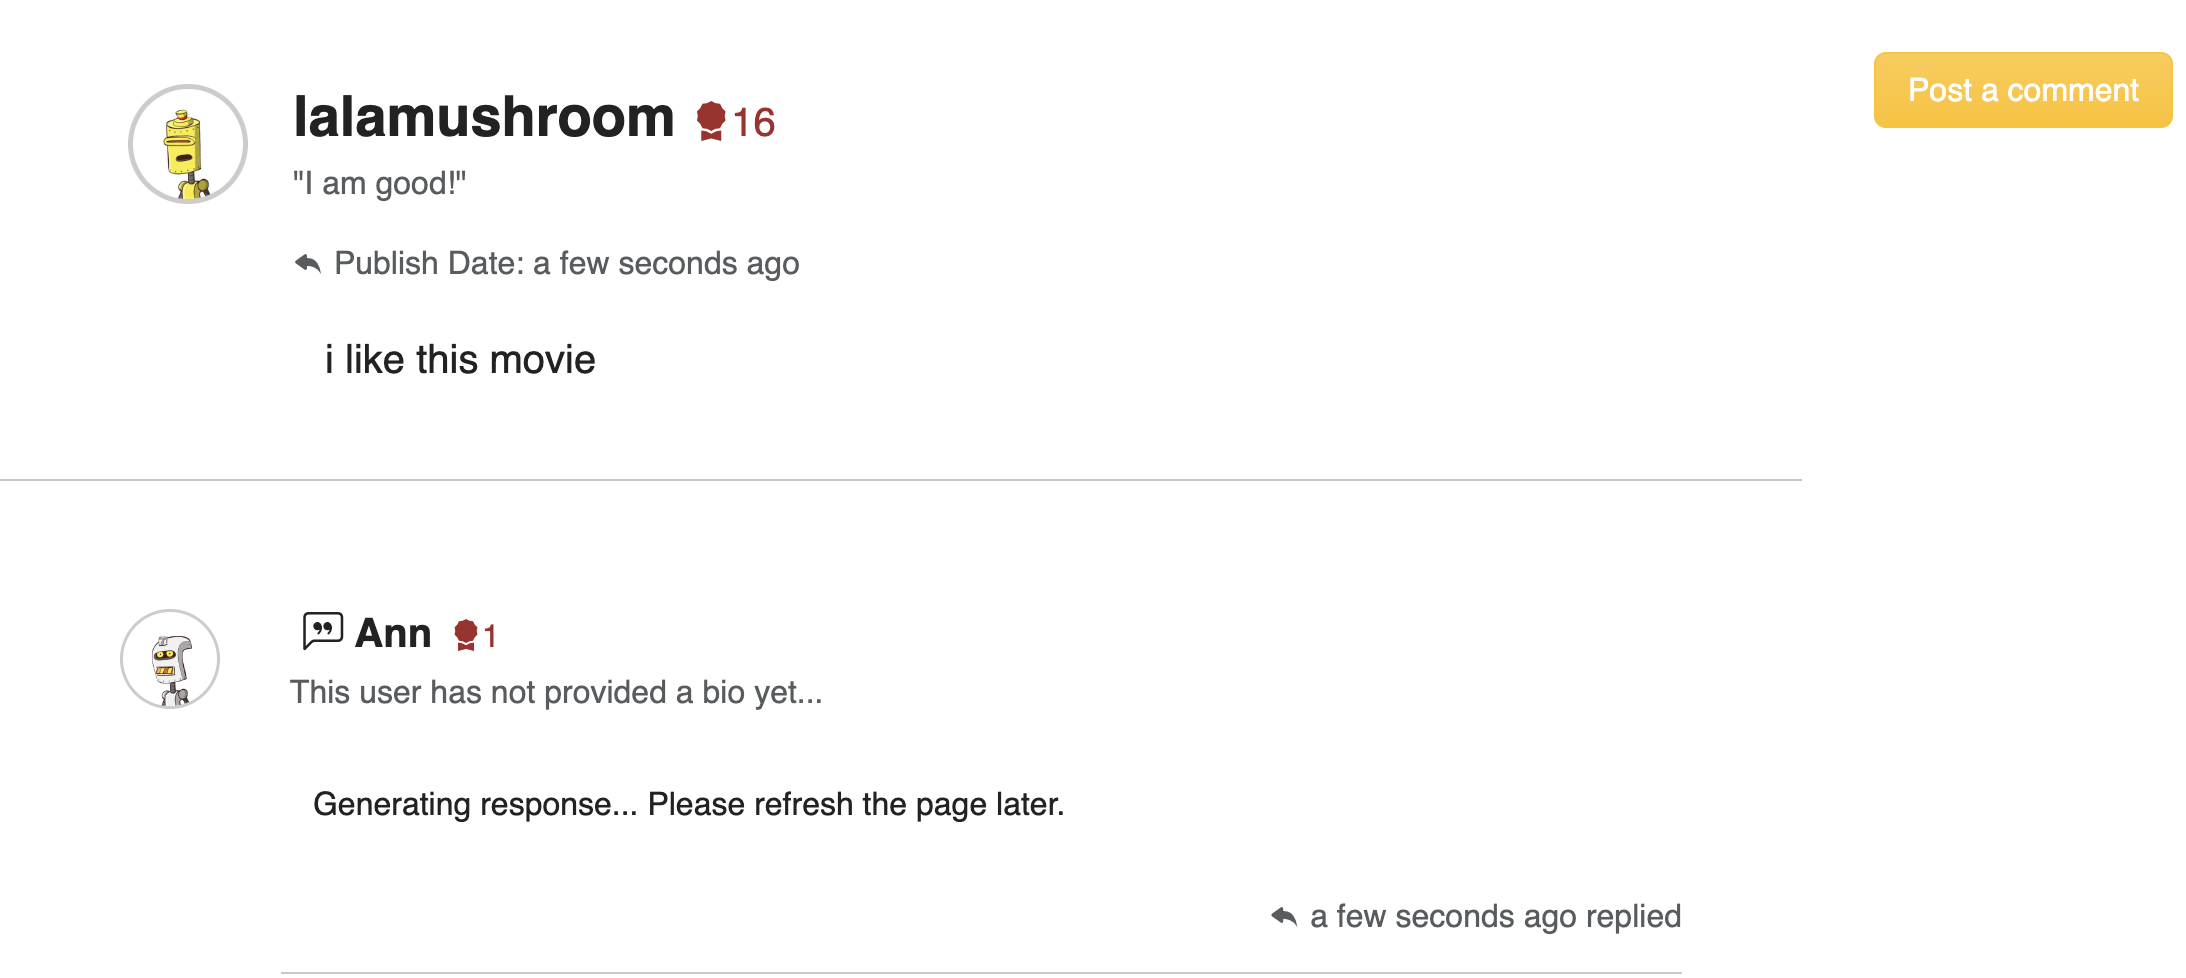 Post a comment
lalamushroom 16
"I am good!"
Publish Date: a few seconds ago
i like this movie
Ann 1
This user has not provided a bio yet...
Generating response... Please refresh the page later.
a few seconds ago replied